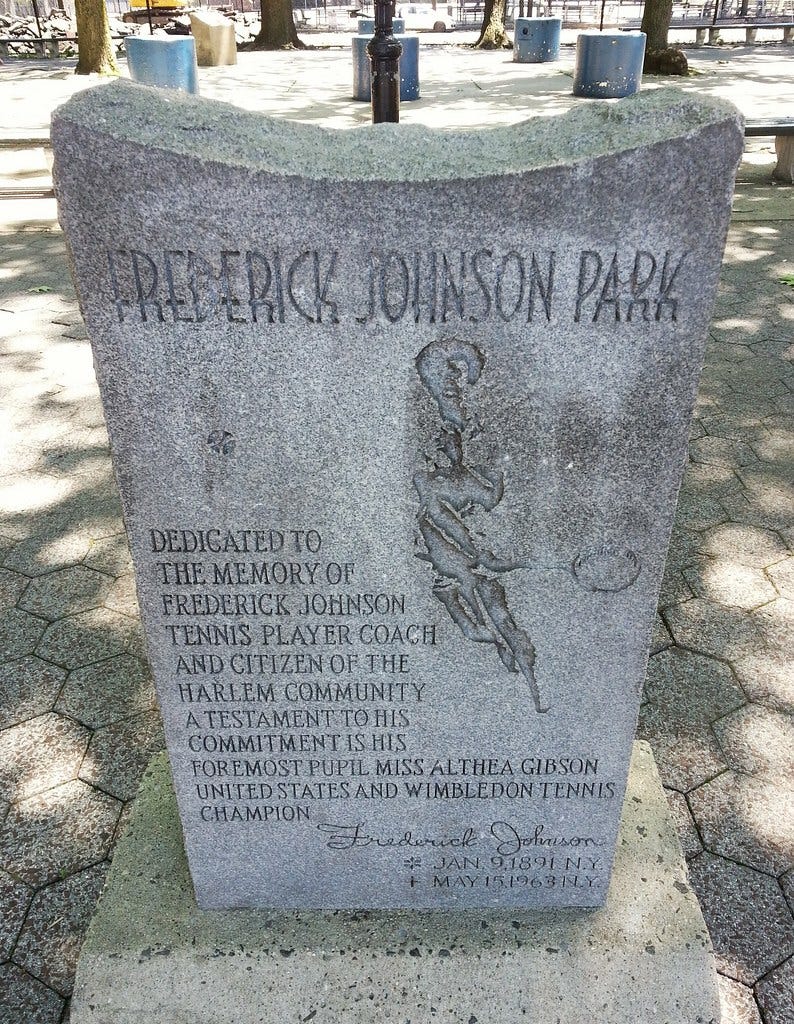 FREDERICK JOHNSON PARK
DEDICATED TO
THE MEMORY OF
FREDERICK JOHNSON
TENNIS PLAYER COACH
AND CITIZEN OF THE
HARLEM COMMUNITY
A TESTAMENT TO HIS
COMMITMENT IS HIS
FOREMOST PUPIL MISS ALTHEA GIBSON
UNITED STATES AND WIMBLEDON TENNIS
CHAMPION
Frederick Johnson
* JAN. 9.1891 N.Y.
† MAY 15.1963 N.Y.